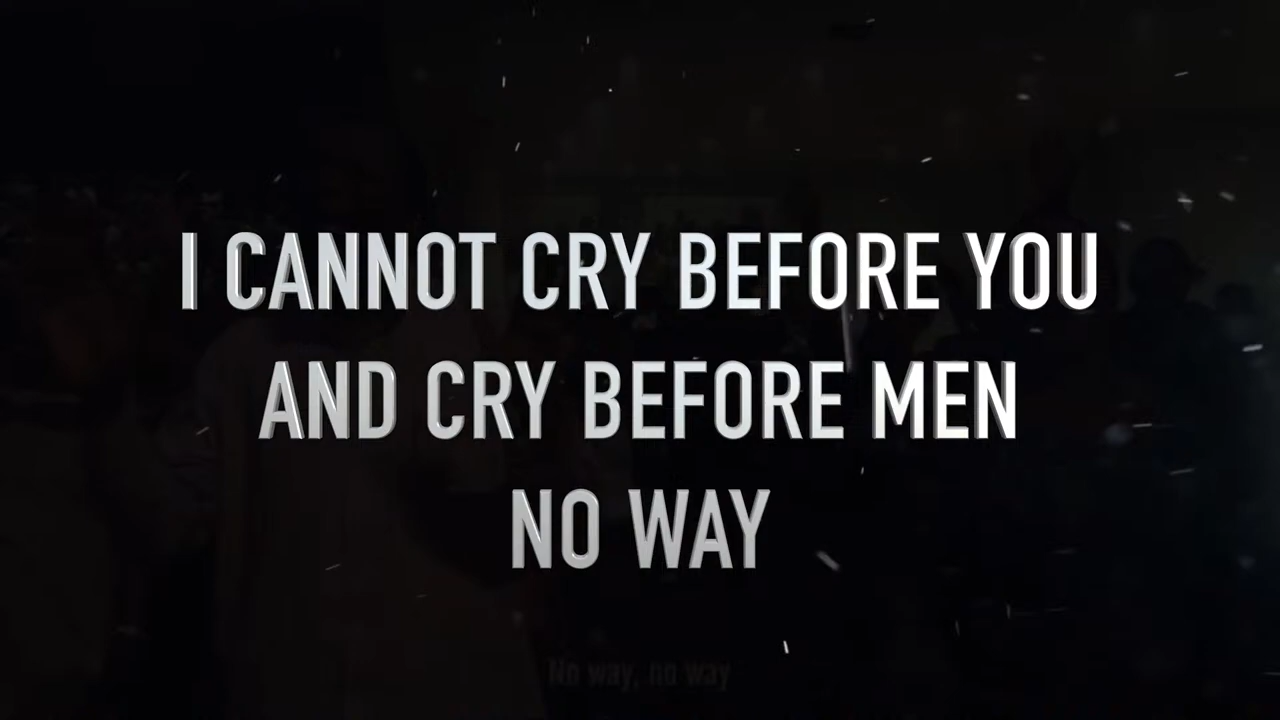 I CANNOT CRY BEFORE YOU
AND CRY BEFORE MEN
NO WAY
No way, no way